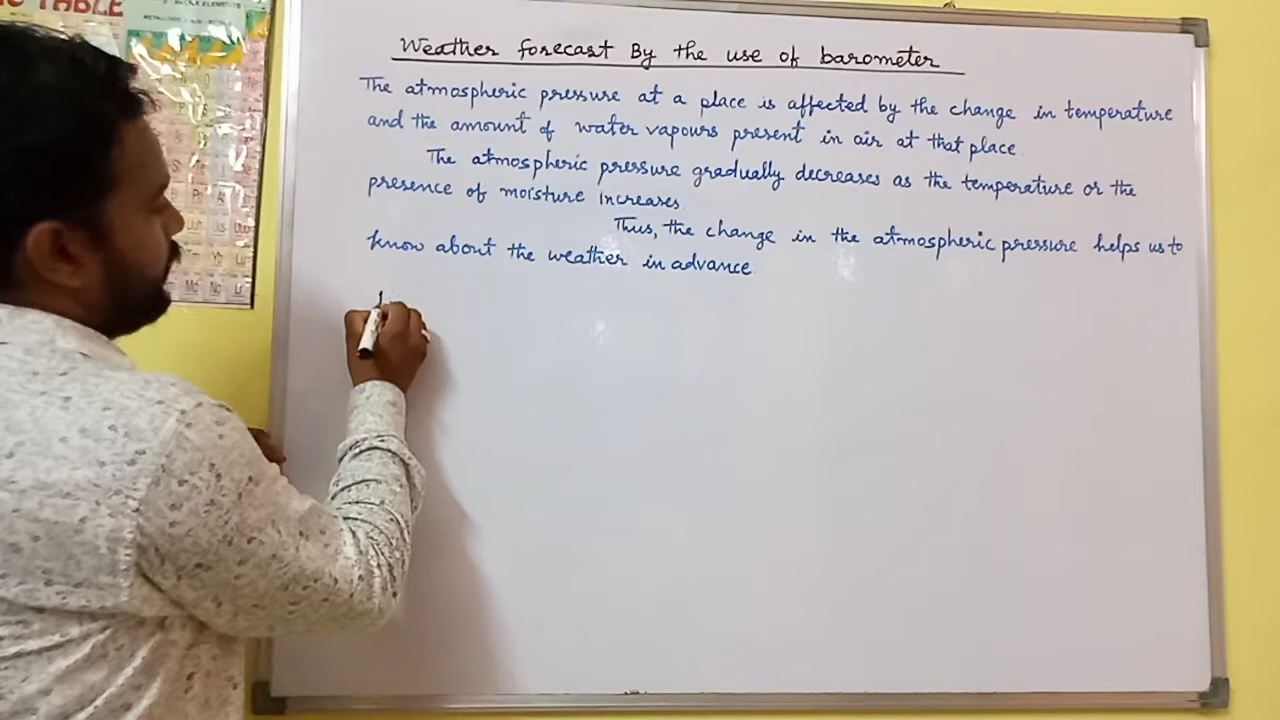 IC TABLE
Weather forecast By the use of barometer
The atmospheric pressure at a place is affected by the change in temperature
and the amount of water vapours present in air at that place.
The atmospheric pressure gradually decreases as the temperature or the
presence of moisture increases.
Thus, the change in the atmospheric pressure helps us to
know about the weather in advance.